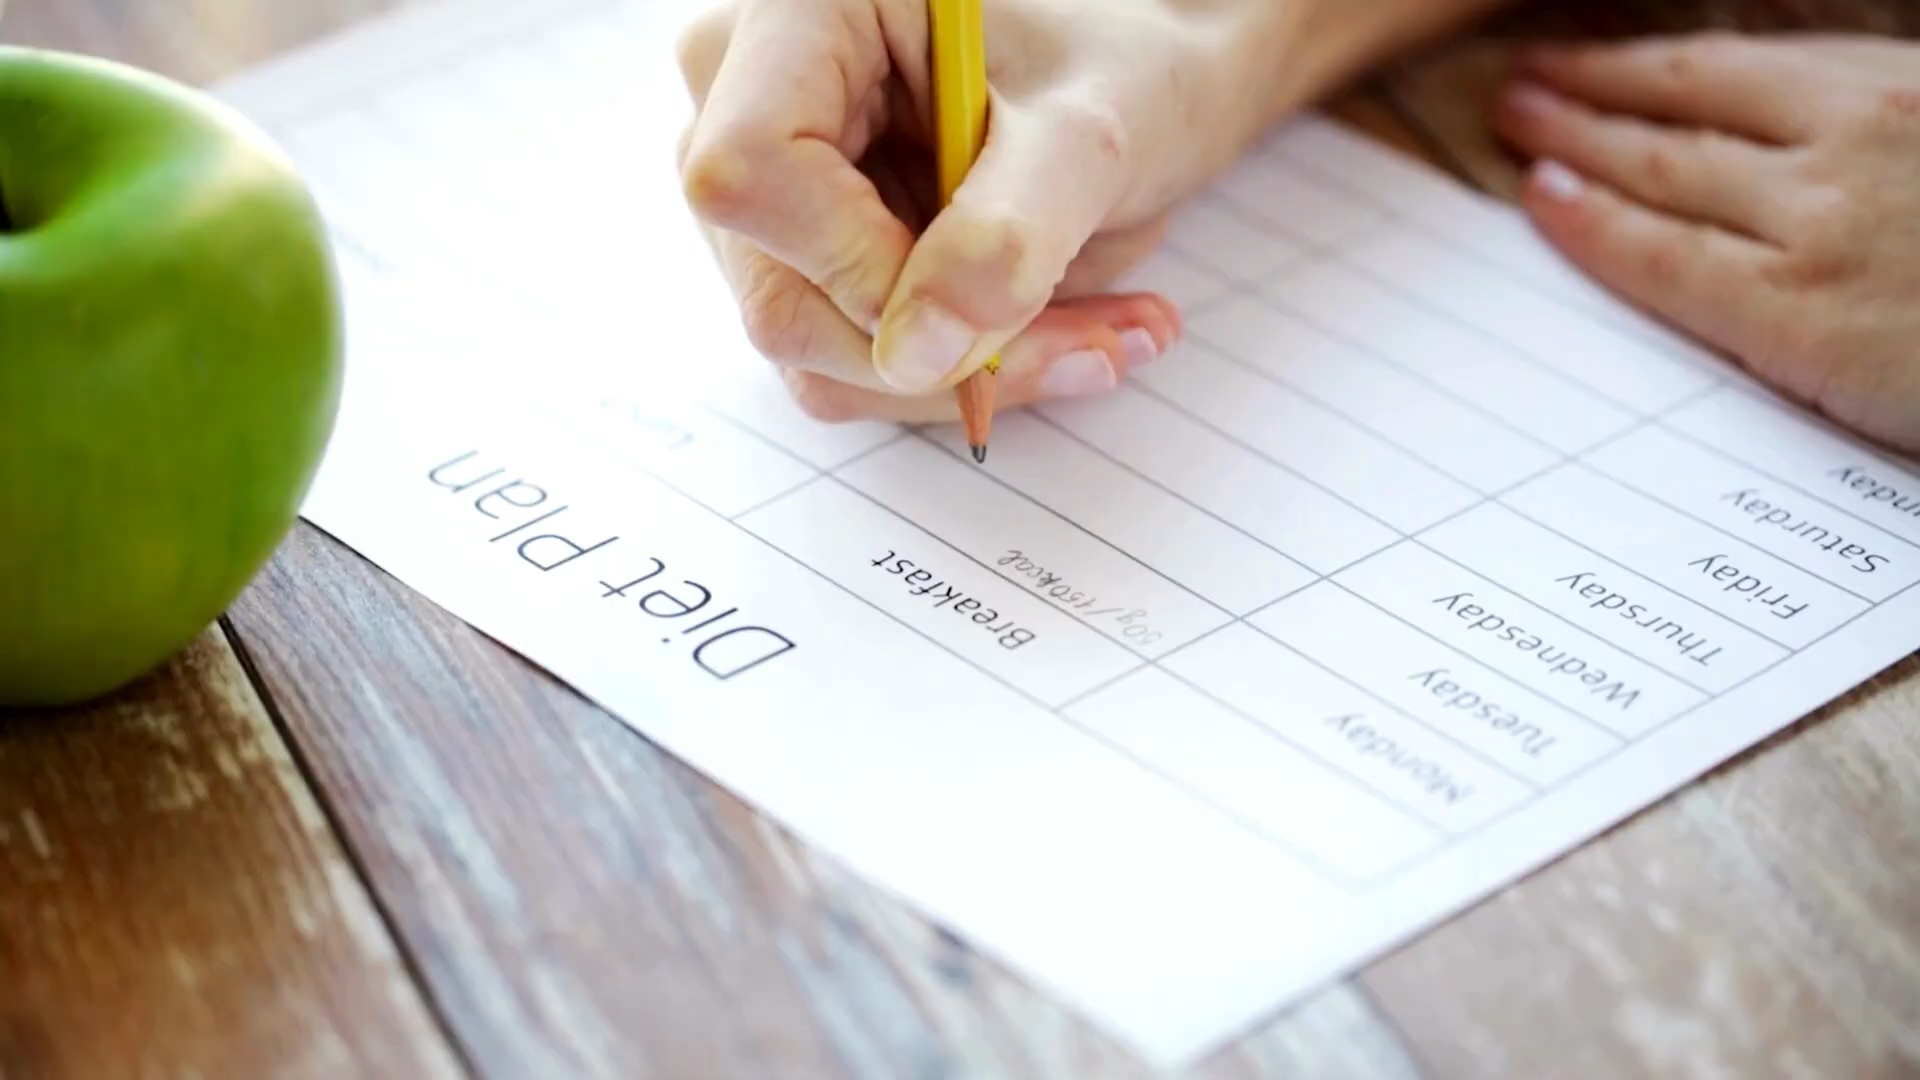 Diet Plan
Breakfast
50g/150kcal
Monday
Tuesday
Wednesday
Thursday
Friday
Saturday